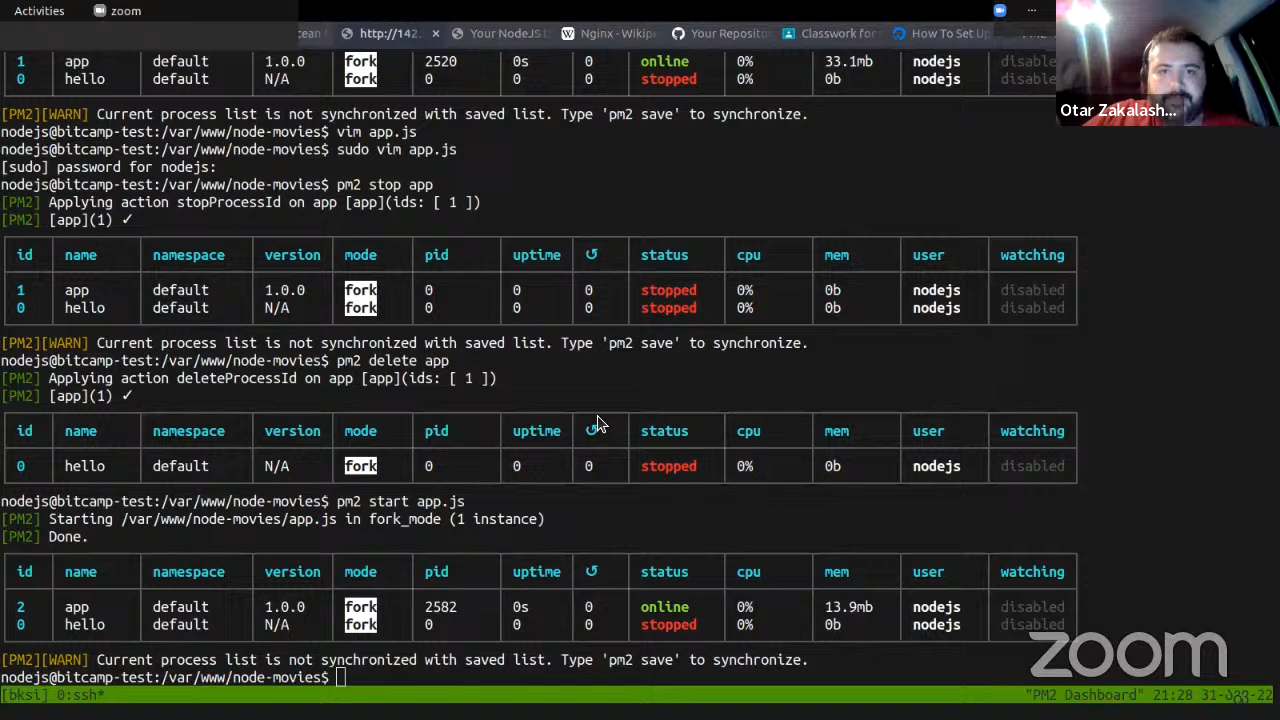 Activities zoom
http://142. × Your NodeJS Nginx - Wikipe Your Reposito Classwork for How To Set U
Otar Zakalash...
1 app default 1.0.0 fork 2520 0s 0 online 0% 33.1mb nodejs disabled
0 hello default N/A fork 0 0 0 stopped 0% 0b nodejs disabled
[PM2][WARN] Current process list is not synchronized with saved list. Type 'pm2 save' to synchronize.
nodejs@bitcamp-test:/var/www/node-movies$ vim app.js
nodejs@bitcamp-test:/var/www/node-movies$ sudo vim app.js
[sudo] password for nodejs:
nodejs@bitcamp-test:/var/www/node-movies$ pm2 stop app
[PM2] Applying action stopProcessId on app [app](ids: [ 1 ])
[PM2] [app](1) ✓
id name namespace version mode pid uptime ↺ status cpu mem user watching
1 app default 1.0.0 fork 0 0 0 stopped 0% 0b nodejs disabled
0 hello default N/A fork 0 0 0 stopped 0% 0b nodejs disabled
[PM2][WARN] Current process list is not synchronized with saved list. Type 'pm2 save' to synchronize.
nodejs@bitcamp-test:/var/www/node-movies$ pm2 delete app
[PM2] Applying action deleteProcessId on app [app](ids: [ 1 ])
[PM2] [app](1) ✓
id name namespace version mode pid uptime ↺ status cpu mem user watching
0 hello default N/A fork 0 0 0 stopped 0% 0b nodejs disabled
nodejs@bitcamp-test:/var/www/node-movies$ pm2 start app.js
[PM2] Starting /var/www/node-movies/app.js in fork_mode (1 instance)
[PM2] Done.
id name namespace version mode pid uptime ↺ status cpu mem user watching
2 app default 1.0.0 fork 2582 0s 0 online 0% 13.9mb nodejs disabled
0 hello default N/A fork 0 0 0 stopped 0% 0b nodejs disabled
[PM2][WARN] Current process list is not synchronized with saved list. Type 'pm2 save' to synchronize.
nodejs@bitcamp-test:/var/www/node-movies$
zoom
[bksi] 0:ssh* "PM2 Dashboard" 21:28